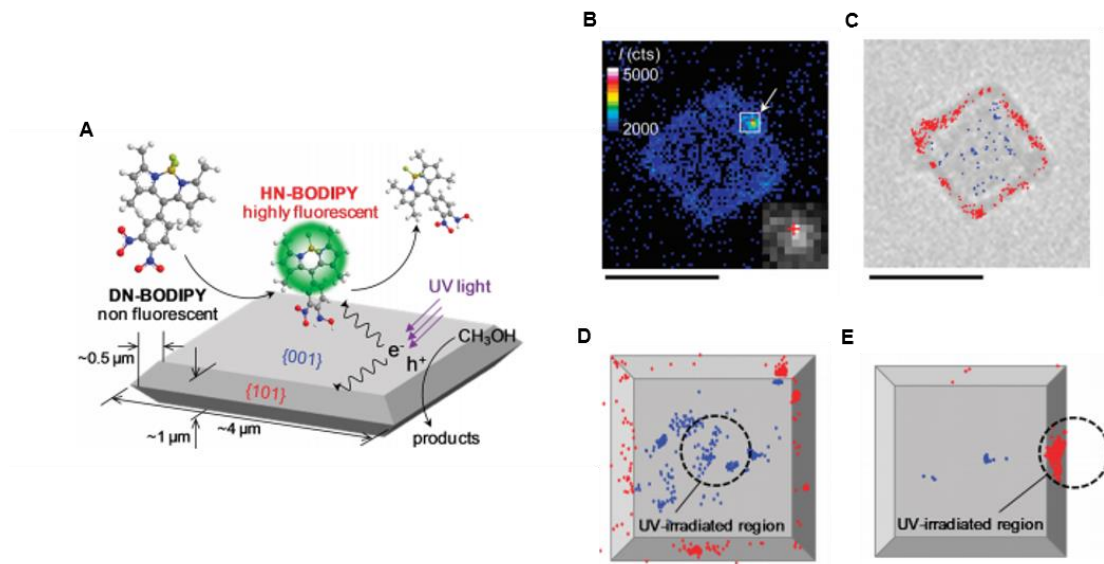 A
HN-BODIPY
highly fluorescent
DN-BODIPY
non fluorescent
UV light
CH₃OH
e⁻
h⁺
{001}
{101}
~0.5 μm
~1 μm
~4 μm
products
B
I (cts)
5000
2000
C
D
UV-irradiated region
E
UV-irradiated region